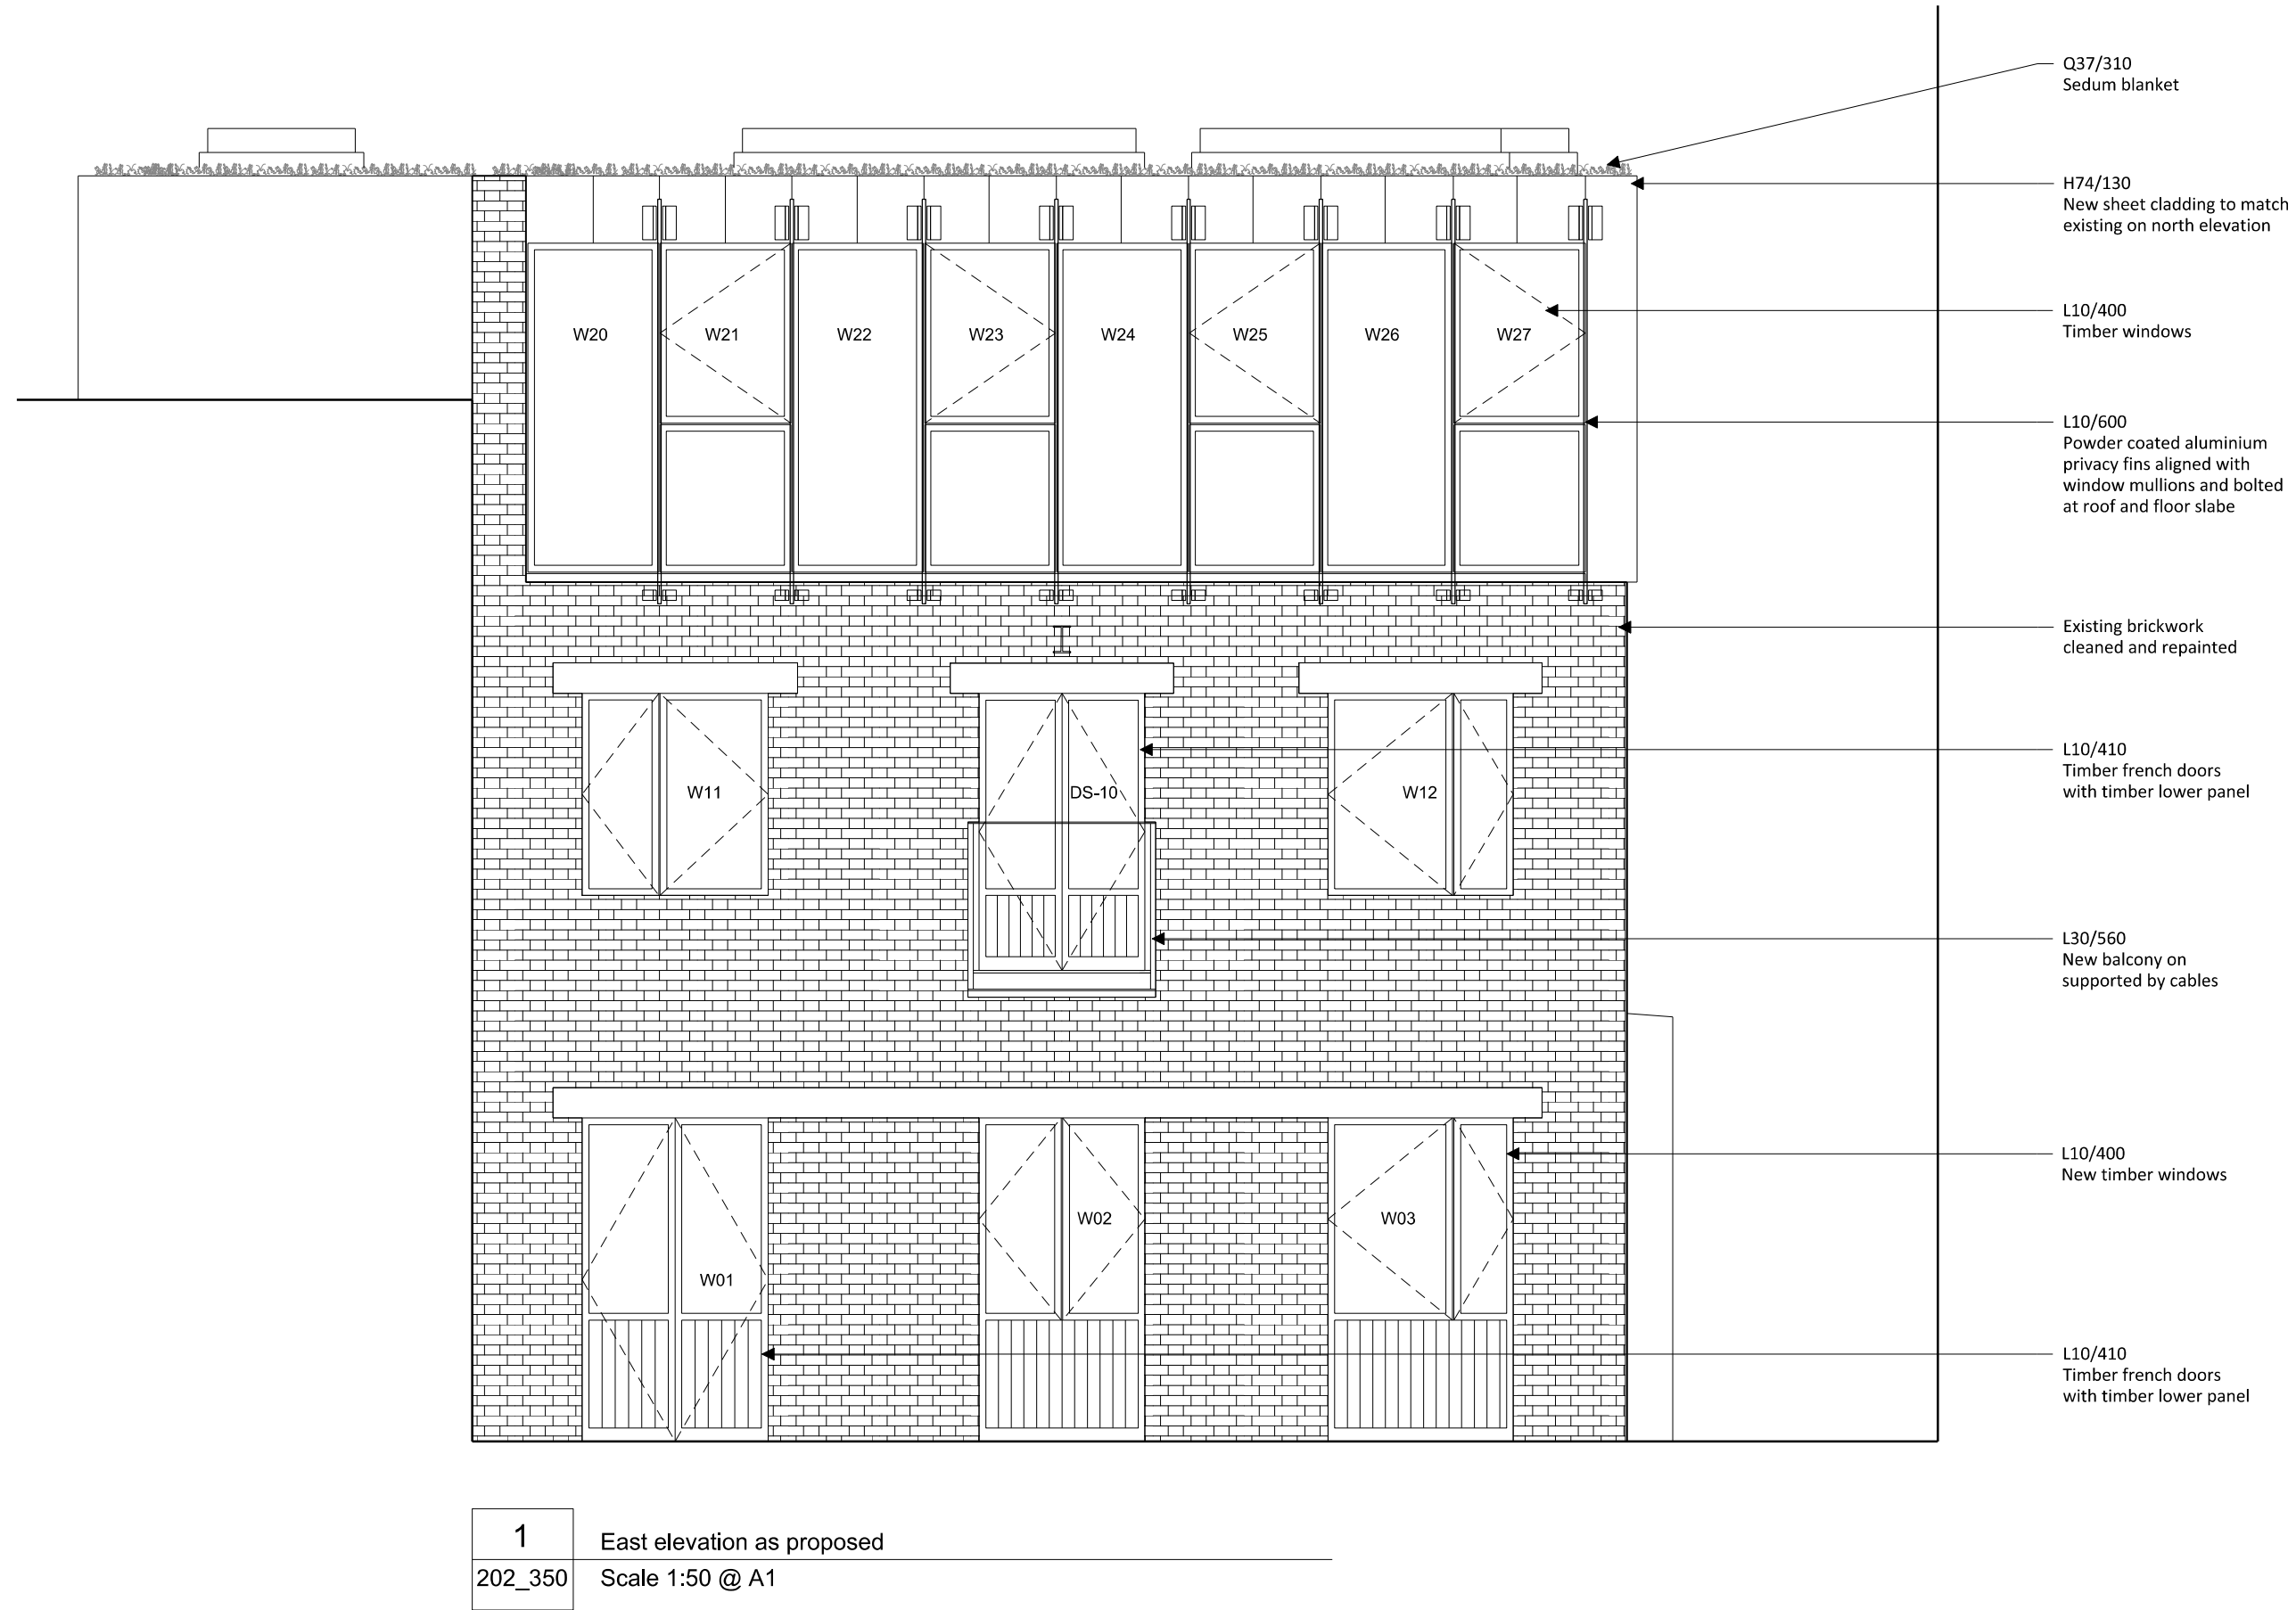 Q37/310
Sedum blanket
H74/130
New sheet cladding to match
existing on north elevation
L10/400
Timber windows
W20
W21
W22
W23
W24
W25
W26
W27
L10/600
Powder coated aluminium
privacy fins aligned with
window mullions and bolted
at roof and floor slabe
Existing brickwork
cleaned and repainted
L10/410
Timber french doors
with timber lower panel
W11
DS-10
W12
L30/560
New balcony on
supported by cables
L10/400
New timber windows
W01
W02
W03
L10/410
Timber french doors
with timber lower panel
1
East elevation as proposed
202_350
Scale 1:50 @ A1